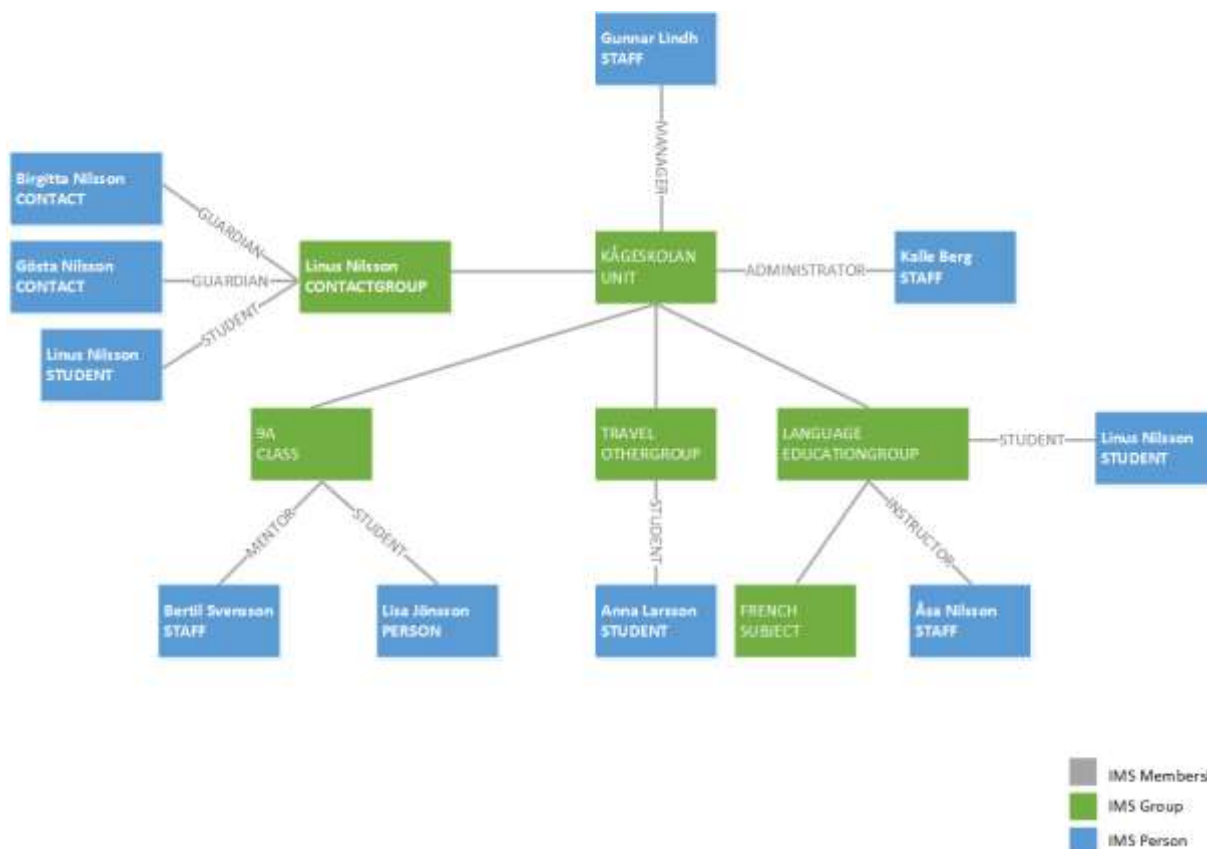 Gunnar Lindh
STAFF
MANAGER
Birgitta Nilsson
CONTACT
GUARDIAN
Gösta Nilsson
CONTACT
GUARDIAN
Linus Nilsson
CONTACTGROUP
KÅGESKOLAN
UNIT
ADMINISTRATOR
Kalle Berg
STAFF
STUDENT
Linus Nilsson
STUDENT
9A
CLASS
TRAVEL
OTHERGROUP
LANGUAGE
EDUCATIONGROUP
STUDENT
Linus Nilsson
STUDENT
MENTOR
STUDENT
STUDENT
INSTRUCTOR
Bertil Svensson
STAFF
Lisa Jönsson
PERSON
Anna Larsson
STUDENT
FRENCH
SUBJECT
Åsa Nilsson
STAFF
IMS Members
IMS Group
IMS Person